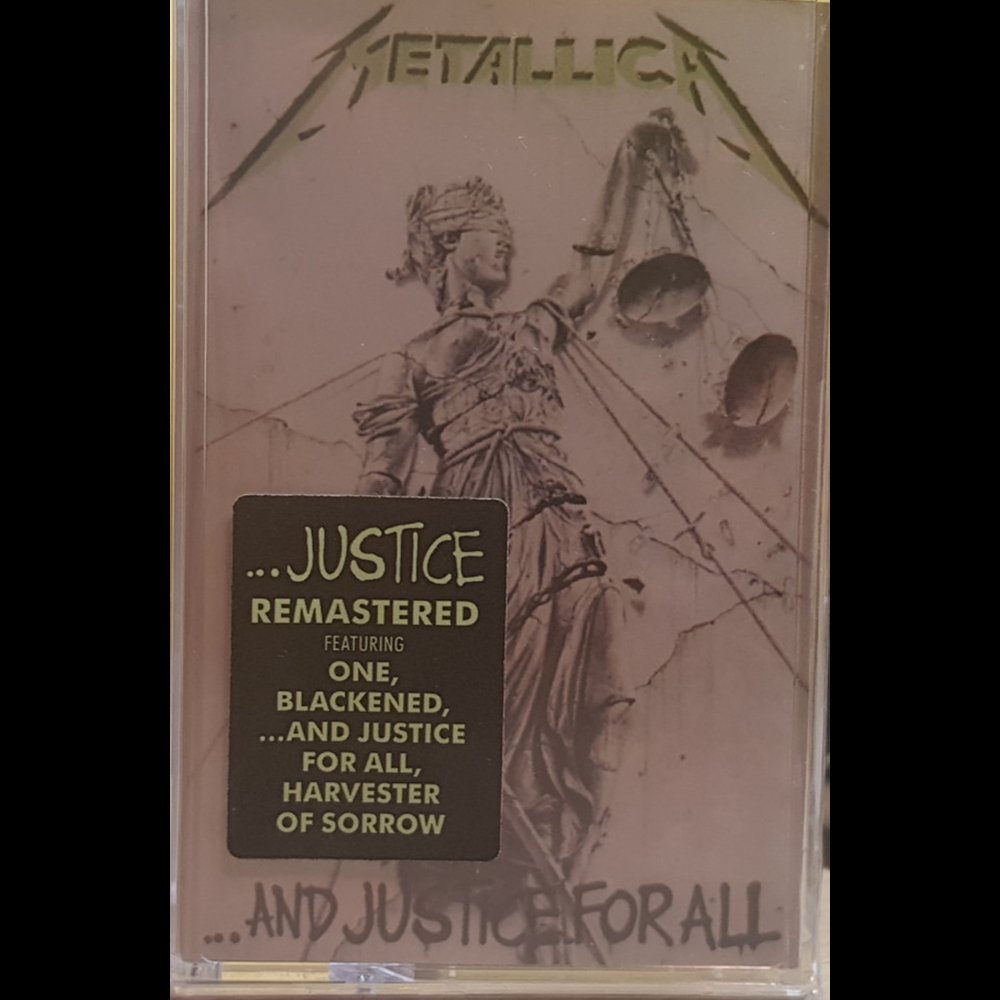 METALLICA
...JUSTICE
REMASTERED
FEATURING
ONE,
BLACKENED,
...AND JUSTICE
FOR ALL,
HARVESTER
OF SORROW
...AND JUSTICE FOR ALL